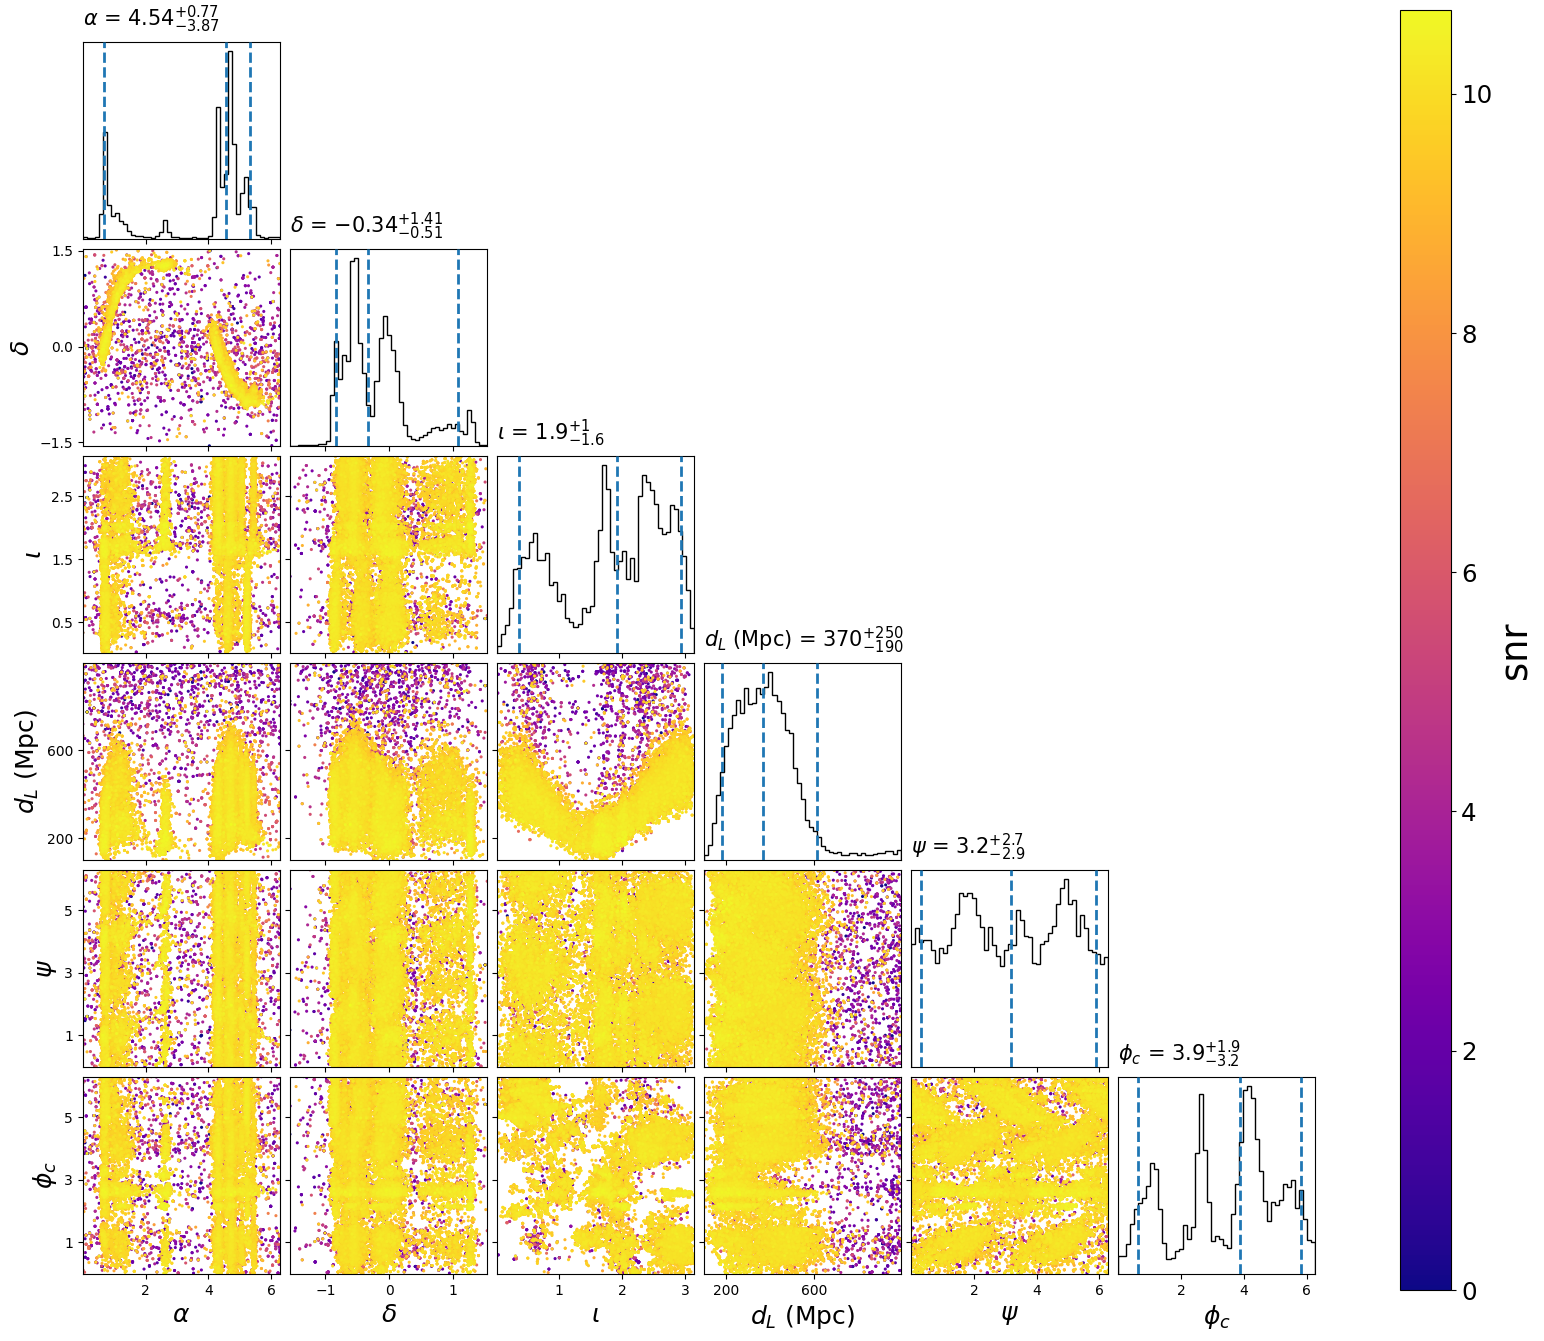 α = 4.54+0.77−3.87
10
δ = −0.34+1.41−0.51
1.5
δ
0.0
8
−1.5
ι = 1.9+1−1.6
2.5
ι
1.5
6
0.5
snr
d_L (Mpc) = 370+250−190
d_L (Mpc)
600
200
4
ψ = 3.2+2.7−2.9
5
ψ
3
1
2
ϕ_c = 3.9+1.9−3.2
5
ϕ_c
3
1
0
2 4 6 −1 0 1 1 2 3 200 600 2 4 6 2 4 6
α δ ι d_L (Mpc) ψ ϕ_c